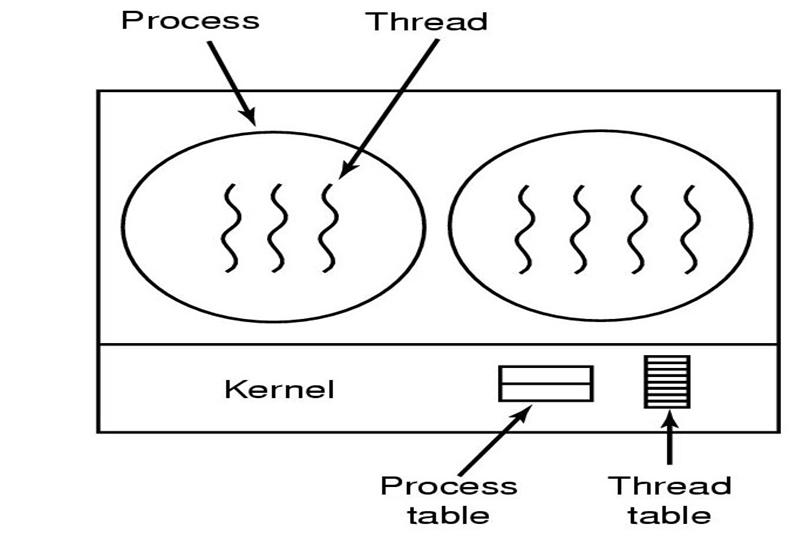 Process
Thread
Kernel
Process
table
Thread
table